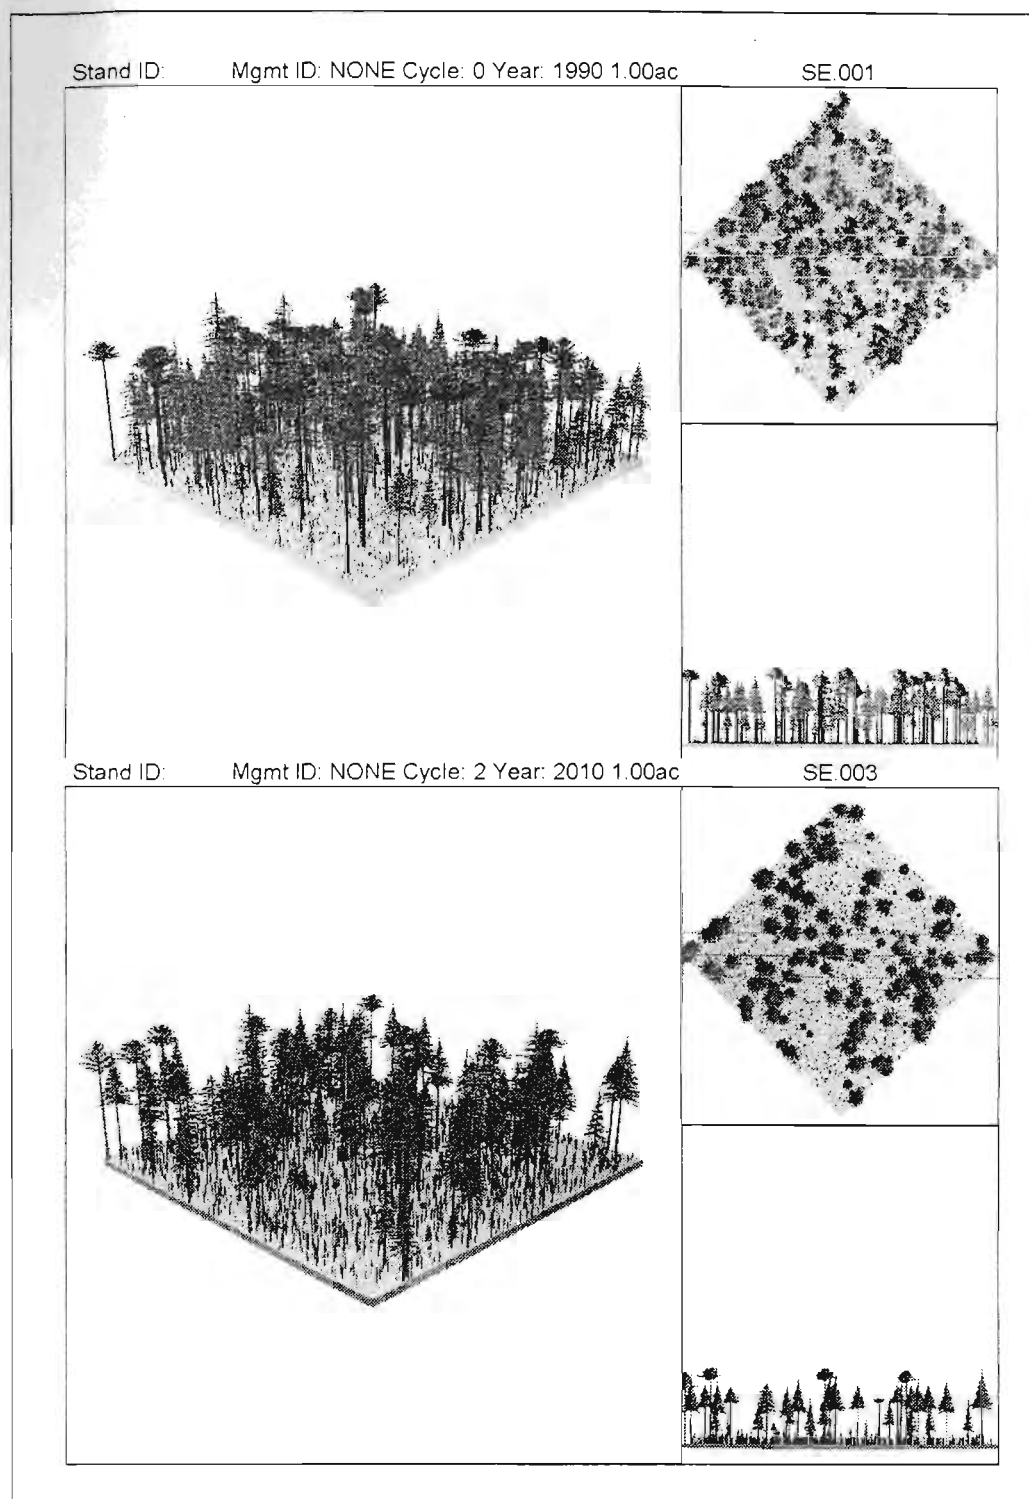 Stand ID: Mgmt ID: NONE Cycle: 0 Year: 1990 1.00ac SE.001
Stand ID: Mgmt ID: NONE Cycle: 2 Year: 2010 1.00ac SE.003